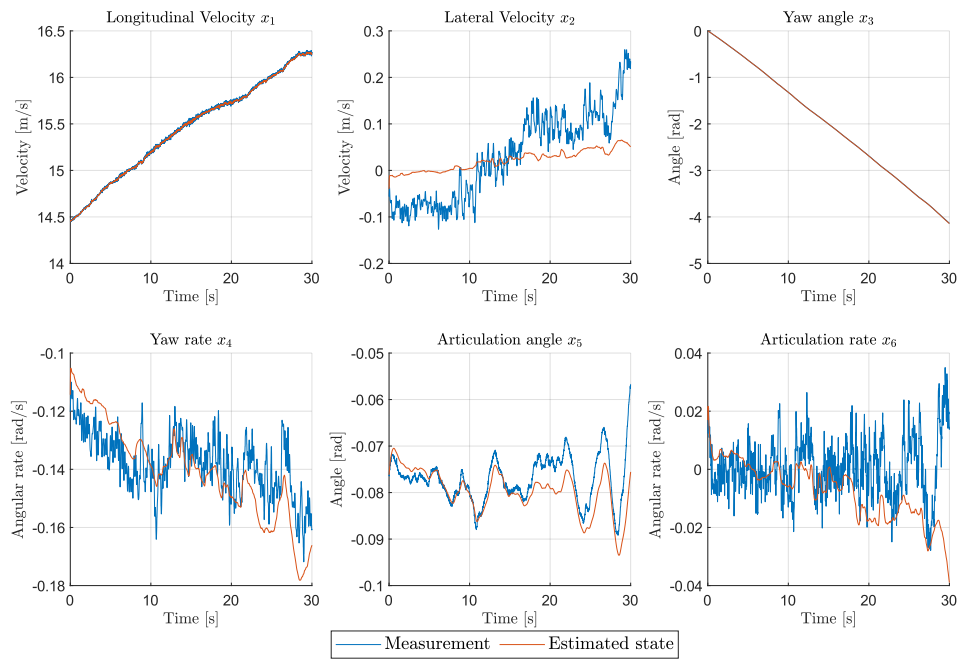 Longitudinal Velocity x1
Velocity [m/s]
16.5
16
15.5
15
14.5
14
0 10 20 30
Time [s]
Lateral Velocity x2
Velocity [m/s]
0.3
0.2
0.1
0
-0.1
-0.2
0 10 20 30
Time [s]
Yaw angle x3
Angle [rad]
0
-1
-2
-3
-4
-5
0 10 20 30
Time [s]
Yaw rate x4
Angular rate [rad/s]
-0.1
-0.12
-0.14
-0.16
-0.18
0 10 20 30
Time [s]
Articulation angle x5
Angle [rad]
-0.05
-0.06
-0.07
-0.08
-0.09
-0.1
0 10 20 30
Time [s]
Articulation rate x6
Angular rate [rad/s]
0.04
0.02
0
-0.02
-0.04
0 10 20 30
Time [s]
Measurement Estimated state